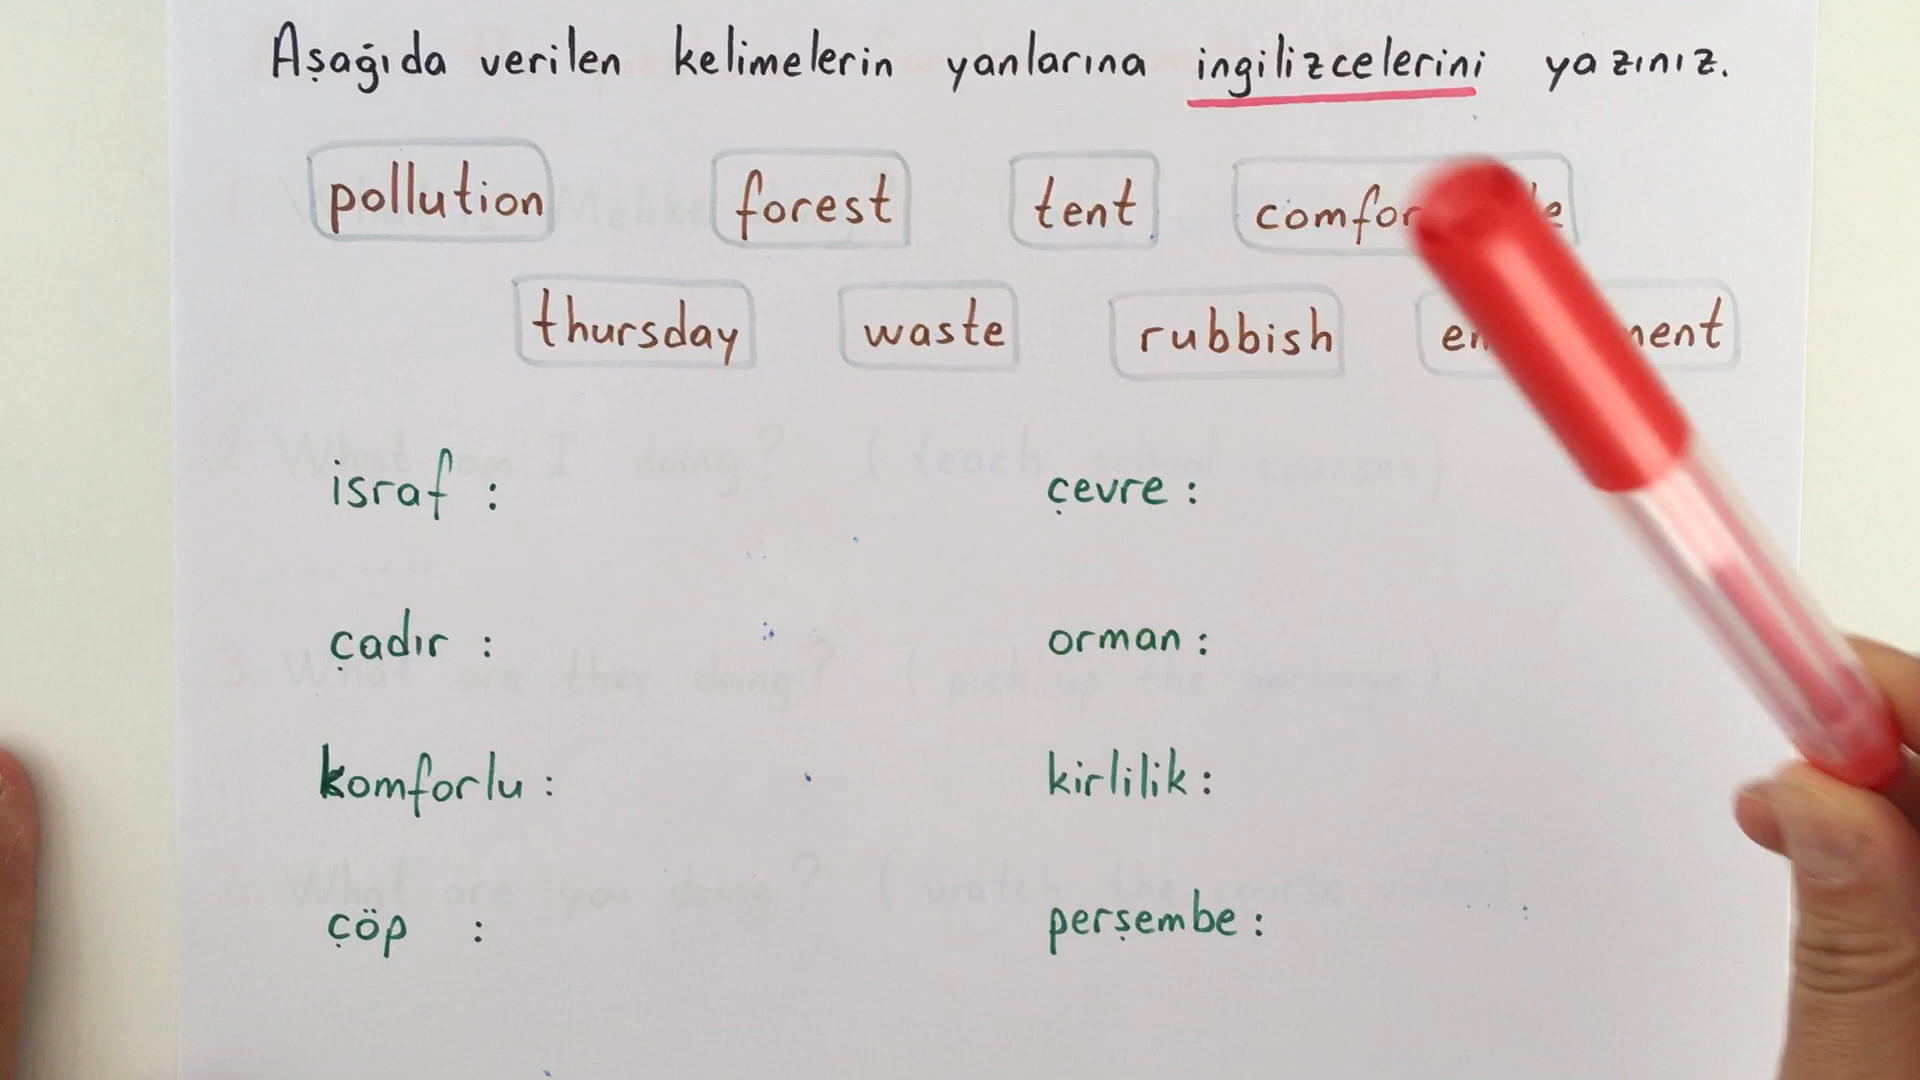 Aşağıda verilen kelimelerin yanlarına ingilizcelerini yazınız.
pollution forest tent
thursday waste rubbish
israf : çevre :
çadır : orman :
komforlu : kirlilik :
çöp : perşembe :